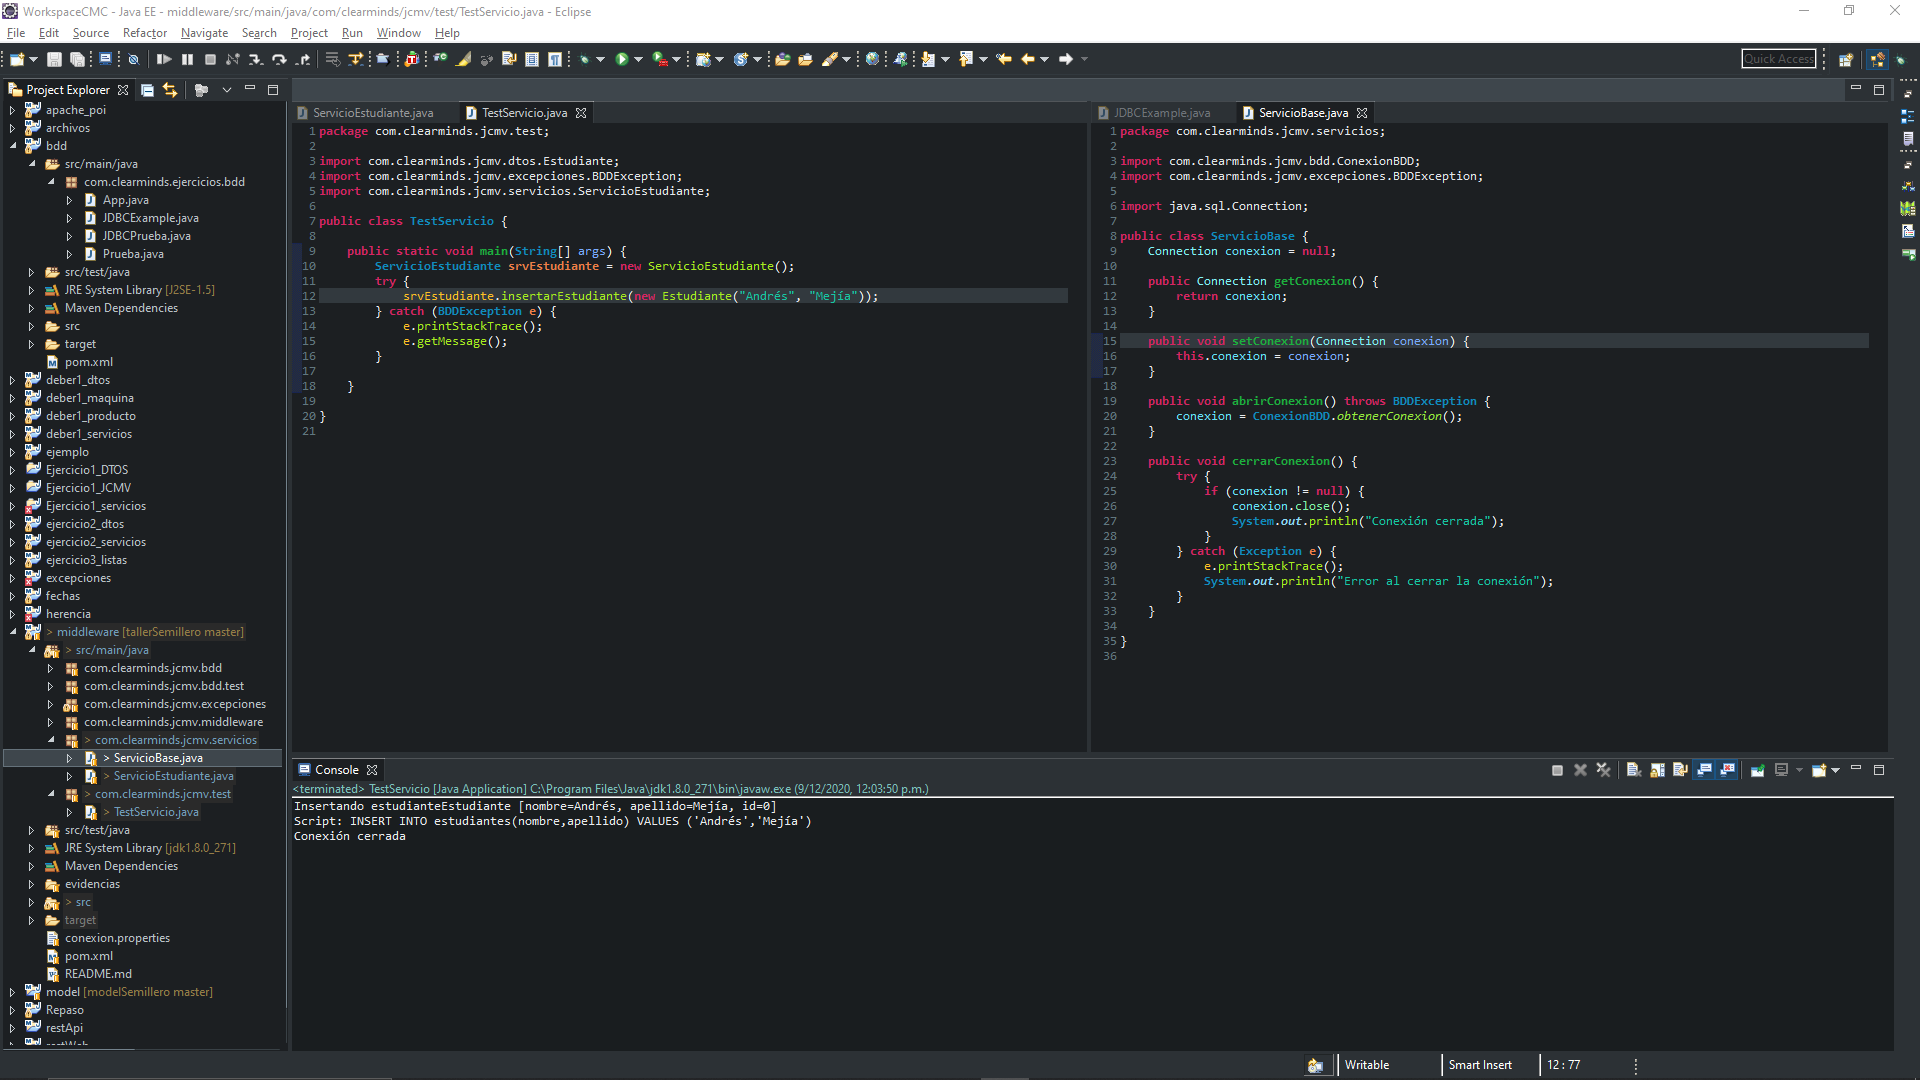 WorkspaceCMC - Java EE - middleware/src/main/java/com/clearminds/jcmv/test/TestServicio.java - Eclipse
File Edit Source Refactor Navigate Search Project Run Window Help
Quick Access
Project Explorer
apache_poi
archivos
bdd
src/main/java
com.clearminds.ejercicios.bdd
App.java
JDBCExample.java
JDBCPrueba.java
Prueba.java
src/test/java
JRE System Library [J2SE-1.5]
Maven Dependencies
src
target
pom.xml
deber1_dtos
deber1_maquina
deber1_producto
deber1_servicios
ejemplo
Ejercicio1_DTOS
Ejercicio1_JCMV
Ejercicio1_servicios
ejercicio2_dtos
ejercicio2_servicios
ejercicio3_listas
excepciones
fechas
herencia
> middleware [tallerSemillero master]
> src/main/java
com.clearminds.jcmv.bdd
com.clearminds.jcmv.bdd.test
com.clearminds.jcmv.excepciones
com.clearminds.jcmv.middleware
> com.clearminds.jcmv.servicios
> ServicioBase.java
> ServicioEstudiante.java
> com.clearminds.jcmv.test
> TestServicio.java
src/test/java
JRE System Library [jdk1.8.0_271]
Maven Dependencies
evidencias
> src
target
conexion.properties
pom.xml
README.md
model [modelSemillero master]
Repaso
restApi
ServicioEstudiante.java TestServicio.java
1 package com.clearminds.jcmv.test;
2
3 import com.clearminds.jcmv.dtos.Estudiante;
4 import com.clearminds.jcmv.excepciones.BDDException;
5 import com.clearminds.jcmv.servicios.ServicioEstudiante;
6
7 public class TestServicio {
8
9 public static void main(String[] args) {
10 ServicioEstudiante srvEstudiante = new ServicioEstudiante();
11 try {
12 srvEstudiante.insertarEstudiante(new Estudiante("Andrés", "Mejía"));
13 } catch (BDDException e) {
14 e.printStackTrace();
15 e.getMessage();
16 }
17
18 }
19
20 }
21
JDBCExample.java ServicioBase.java
1 package com.clearminds.jcmv.servicios;
2
3 import com.clearminds.jcmv.bdd.ConexionBDD;
4 import com.clearminds.jcmv.excepciones.BDDException;
5
6 import java.sql.Connection;
7
8 public class ServicioBase {
9 Connection conexion = null;
10
11 public Connection getConexion() {
12 return conexion;
13 }
14
15 public void setConexion(Connection conexion) {
16 this.conexion = conexion;
17 }
18
19 public void abrirConexion() throws BDDException {
20 conexion = ConexionBDD.obtenerConexion();
21 }
22
23 public void cerrarConexion() {
24 try {
25 if (conexion != null) {
26 conexion.close();
27 System.out.println("Conexión cerrada");
28 }
29 } catch (Exception e) {
30 e.printStackTrace();
31 System.out.println("Error al cerrar la conexión");
32 }
33 }
34
35 }
36
Console
<terminated> TestServicio [Java Application] C:\Program Files\Java\jdk1.8.0_271\bin\javaw.exe (9/12/2020, 12:03:50 p.m.)
Insertando estudianteEstudiante [nombre=Andrés, apellido=Mejía, id=0]
Script: INSERT INTO estudiantes(nombre,apellido) VALUES ('Andrés','Mejía')
Conexión cerrada
Writable Smart Insert 12 : 77